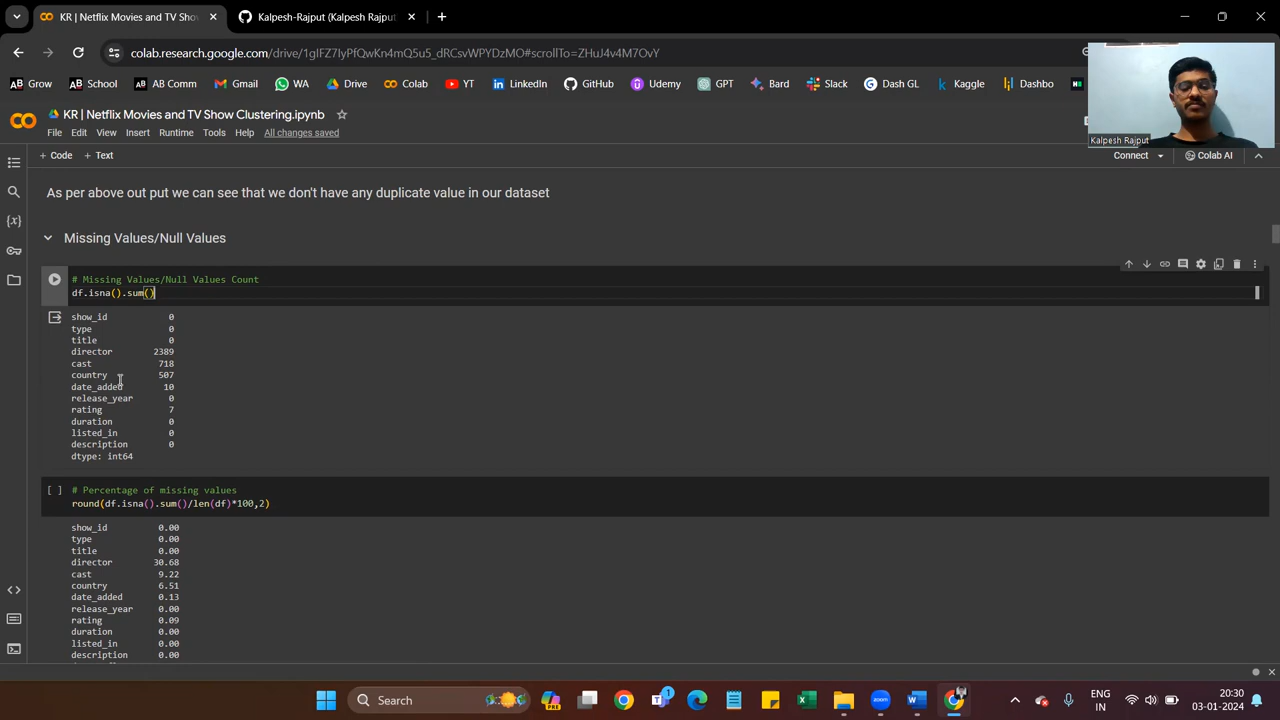 KR | Netflix Movies and TV Show
Kalpesh-Rajput (Kalpesh Rajput)
colab.research.google.com/drive/1gIFZ7IyPfQwKn4mQ5u5_dRCsvWPYDzMO#scrollTo=ZHuJ4v4M7OvY
Grow
School
AB Comm
Gmail
WA
Drive
Colab
YT
LinkedIn
GitHub
Udemy
GPT
Bard
Slack
Dash GL
Kaggle
Dashbo
Kalpesh Rajput
KR | Netflix Movies and TV Show Clustering.ipynb
File Edit View Insert Runtime Tools Help All changes saved
+ Code + Text
Connect
Colab AI
As per above out put we can see that we don't have any duplicate value in our dataset
Missing Values/Null Values
# Missing Values/Null Values Count
df.isna().sum()
show_id 0
type 0
title 0
director 2389
cast 718
country 507
date_added 10
release_year 0
rating 7
duration 0
listed_in 0
description 0
dtype: int64
[ ] # Percentage of missing values
round(df.isna().sum()/len(df)*100,2)
show_id 0.00
type 0.00
title 0.00
director 30.68
cast 9.22
country 6.51
date_added 0.13
release_year 0.00
rating 0.09
duration 0.00
listed_in 0.00
description 0.00
Search
ENG
IN
20:30
03-01-2024